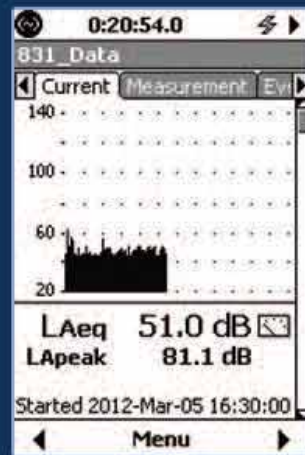 0:20:54.0
831_Data
Current Measurement Ev
140
100
60
20
LAeq 51.0 dB
LApeak 81.1 dB
Started 2012-Mar-05 16:30:00
Menu